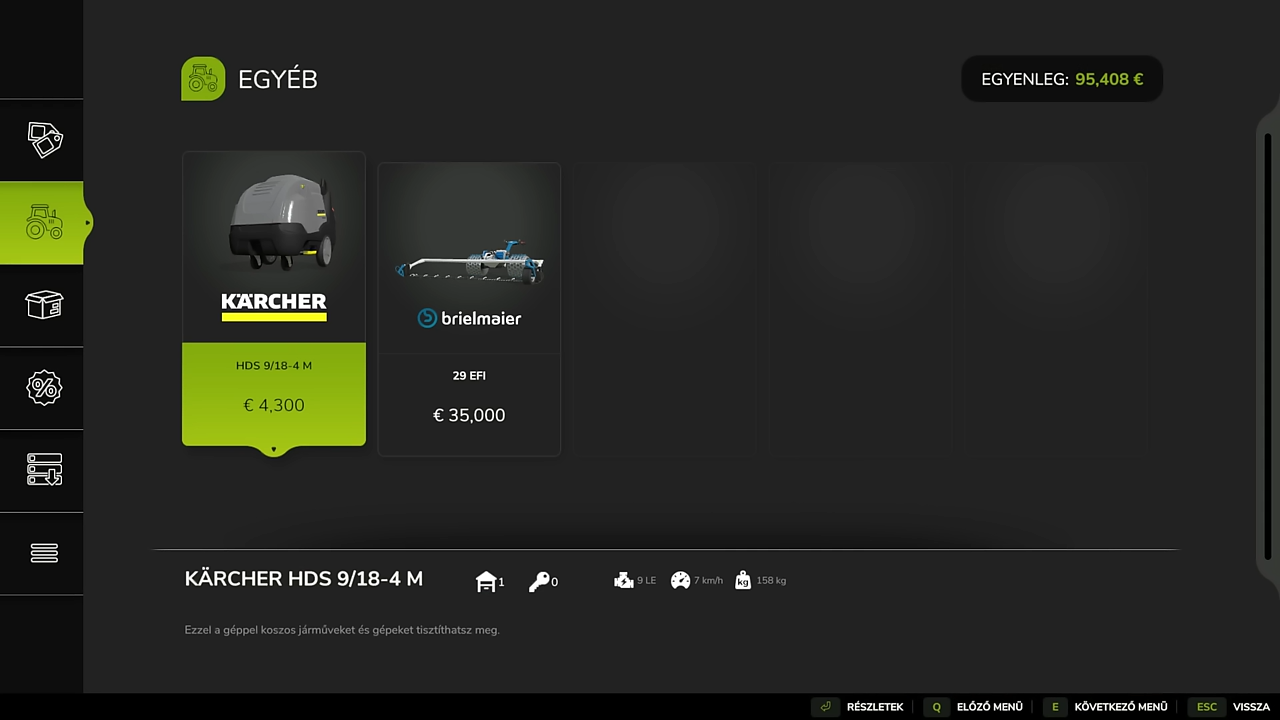 EGYÉB
EGYENLEG: 95,408 €
KÄRCHER
HDS 9/18-4 M
€ 4,300
brielmaier
29 EFI
€ 35,000
KÄRCHER HDS 9/18-4 M
1
0
9 LE
7 km/h
kg
158 kg
Ezzel a géppel koszos járműveket és gépeket tisztíthatsz meg.
RÉSZLETEK
Q ELŐZŐ MENÜ
E KÖVETKEZŐ MENÜ
ESC VISSZA